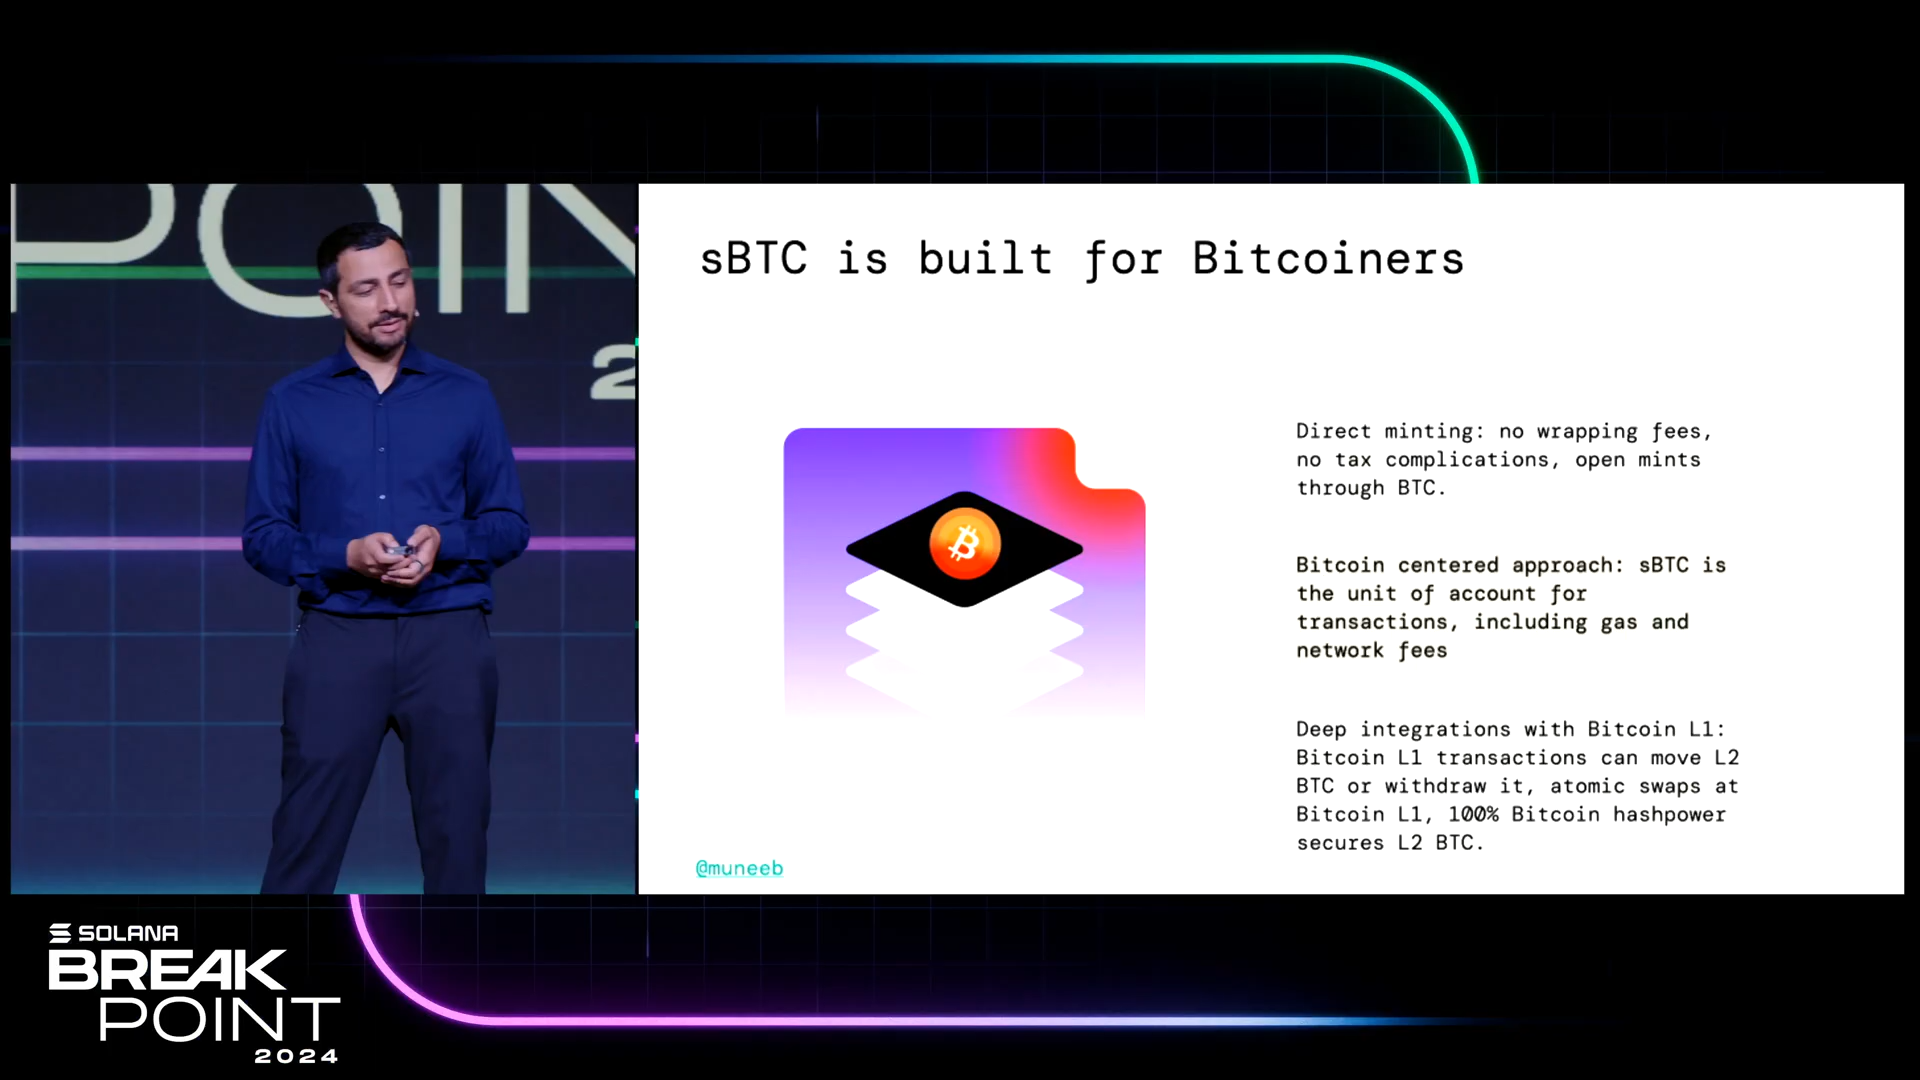 POIN
2
sBTC is built for Bitcoiners
Direct minting: no wrapping fees,
no tax complications, open mints
through BTC.
Bitcoin centered approach: sBTC is
the unit of account for
transactions, including gas and
network fees
Deep integrations with Bitcoin L1:
Bitcoin L1 transactions can move L2
BTC or withdraw it, atomic swaps at
Bitcoin L1, 100% Bitcoin hashpower
secures L2 BTC.
@muneeb
SOLANA
BREAK
POINT
2024